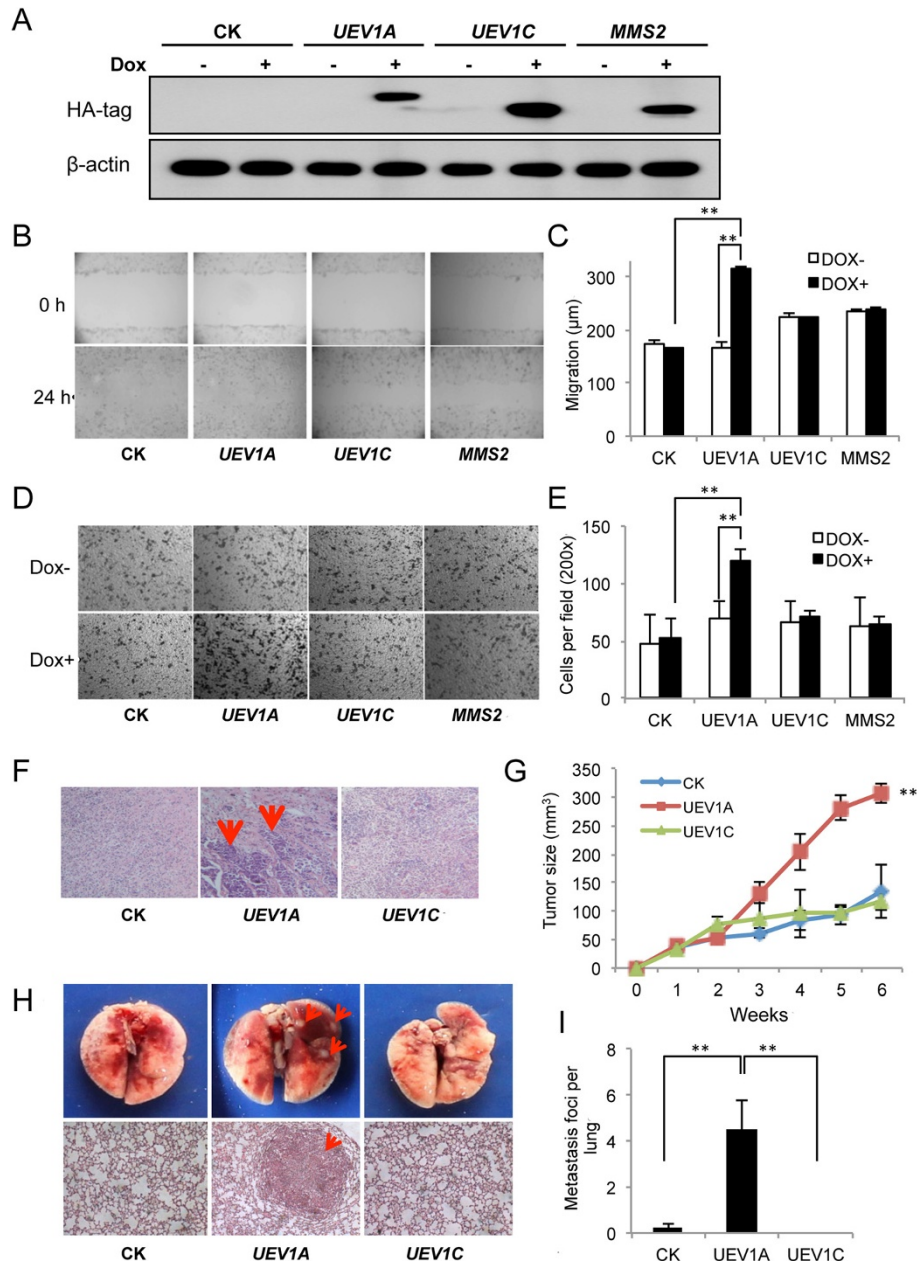 A
CK UEV1A UEV1C MMS2
Dox - + - + - + - +
HA-tag
β-actin
B
0 h
24 h
CK UEV1A UEV1C MMS2
C
**
**
DOX-
DOX+
Migration (μm)
300
200
100
0
CK UEV1A UEV1C MMS2
D
Dox-
Dox+
CK UEV1A UEV1C MMS2
E
**
**
DOX-
DOX+
Cells per field (200x)
150
100
50
0
CK UEV1A UEV1C MMS2
F
CK UEV1A UEV1C
G
CK
UEV1A
UEV1C
**
Tumor size (mm³)
350
300
250
200
150
100
50
0
0 1 2 3 4 5 6
Weeks
H
CK UEV1A UEV1C
I
** **
Metastasis foci per
lung
8
6
4
2
0
CK UEV1A UEV1C